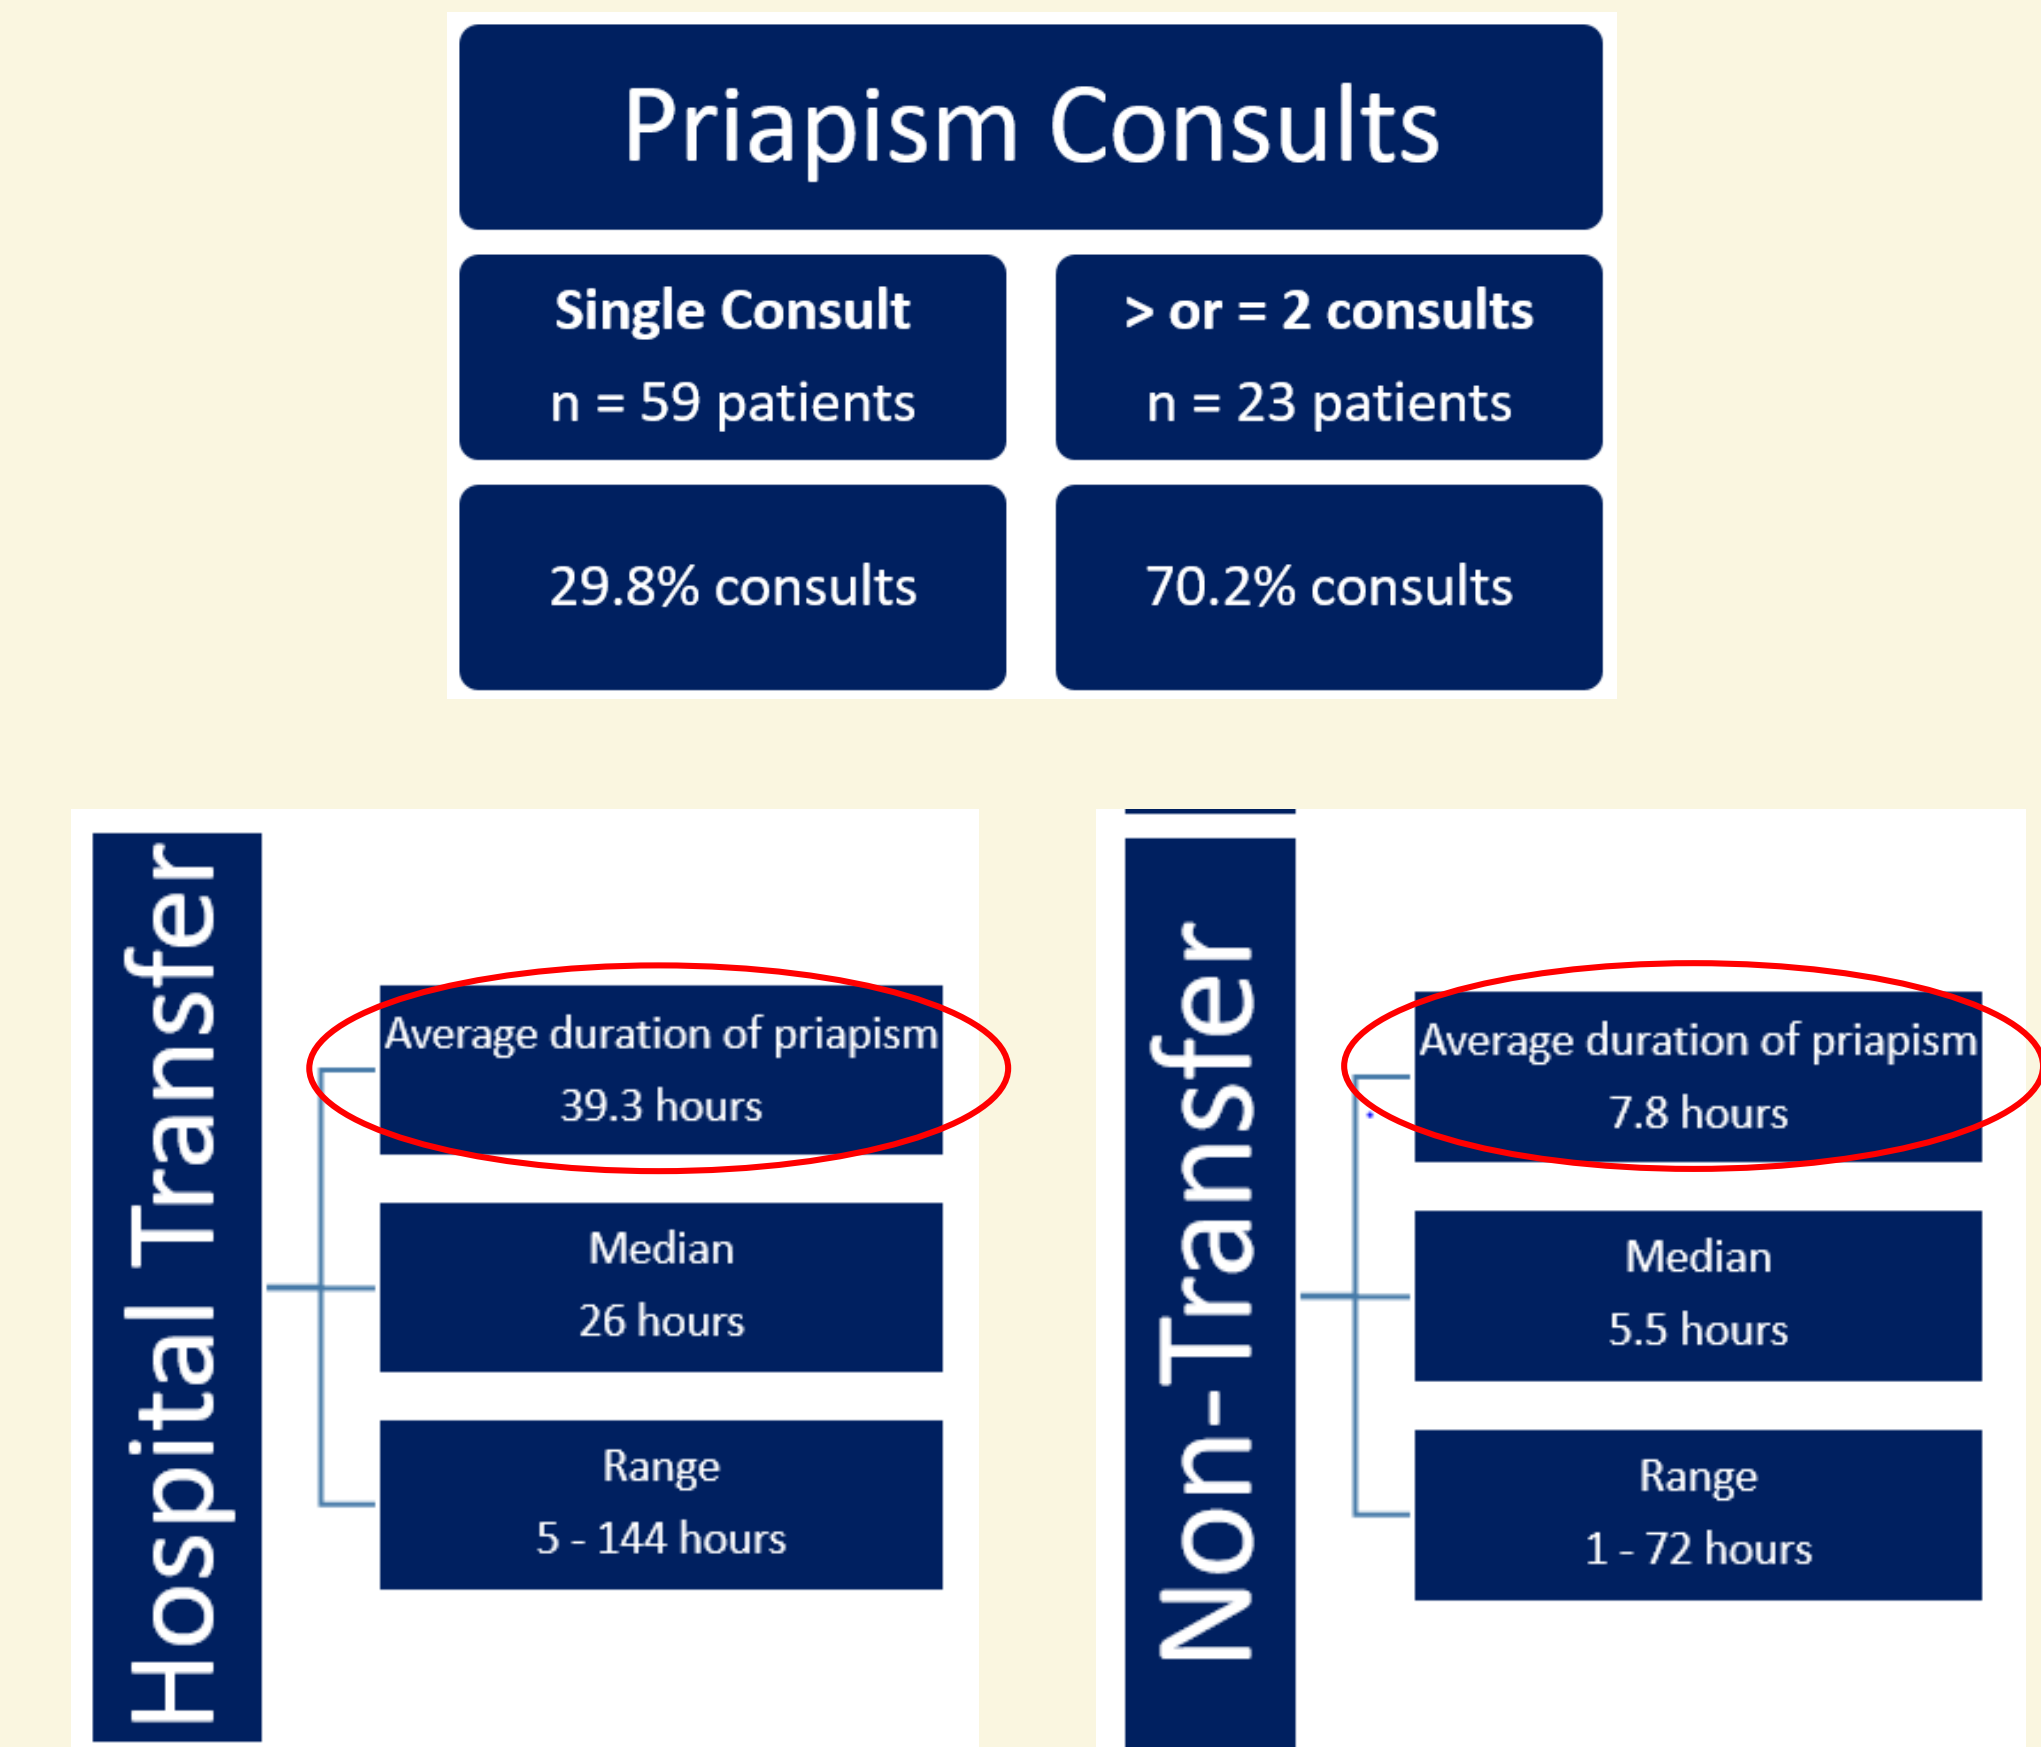 Priapism Consults
Single Consult
n = 59 patients
> or = 2 consults
n = 23 patients
29.8% consults
70.2% consults
Hospital Transfer
Average duration of priapism
39.3 hours
Median
26 hours
Range
5 - 144 hours
Non-Transfer
Average duration of priapism
7.8 hours
Median
5.5 hours
Range
1 - 72 hours